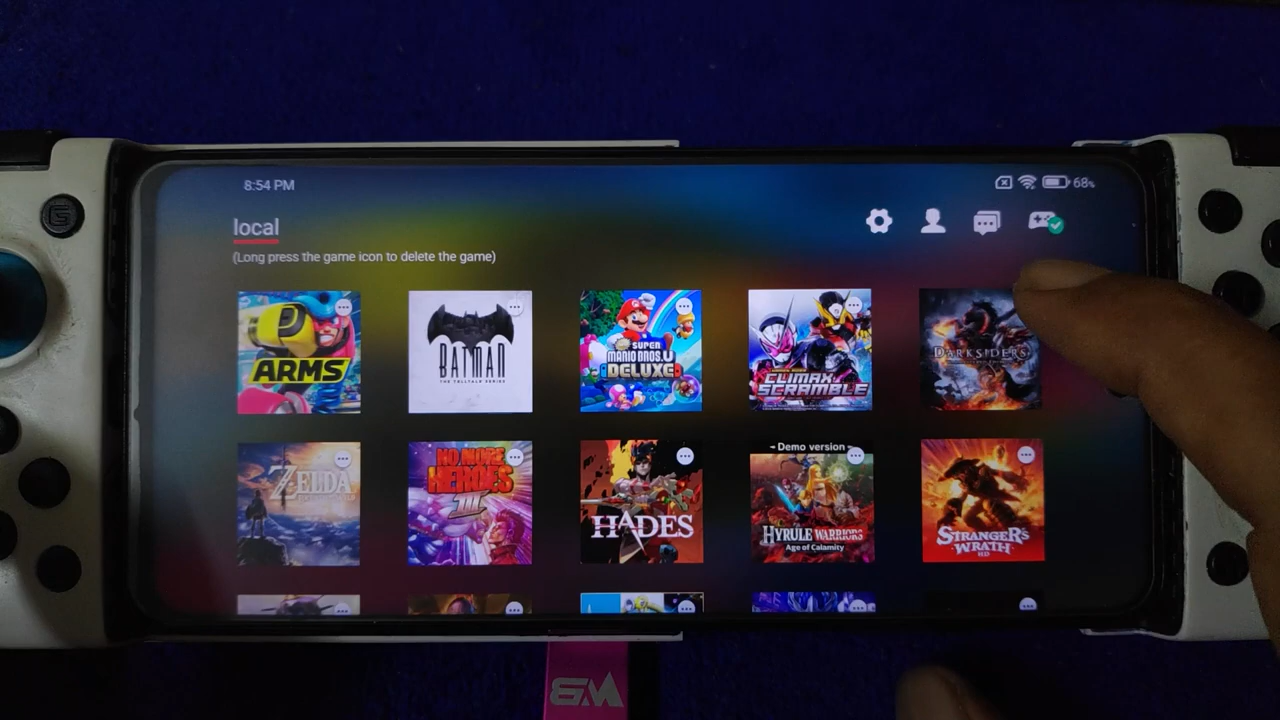 8:54 PM
68%
local
(Long press the game icon to delete the game)
ARMS
BATMAN
THE TELLTALE SERIES
NEW
SUPER
MARIO BROS. U
DELUXE
CLIMAX
SCRAMBLE
DARKSIDERS
ZELDA
NO MORE
HEROES
III
HADES
Demo version
HYRULE WARRIORS
Age of Calamity
STRANGER'S
WRATH
HD